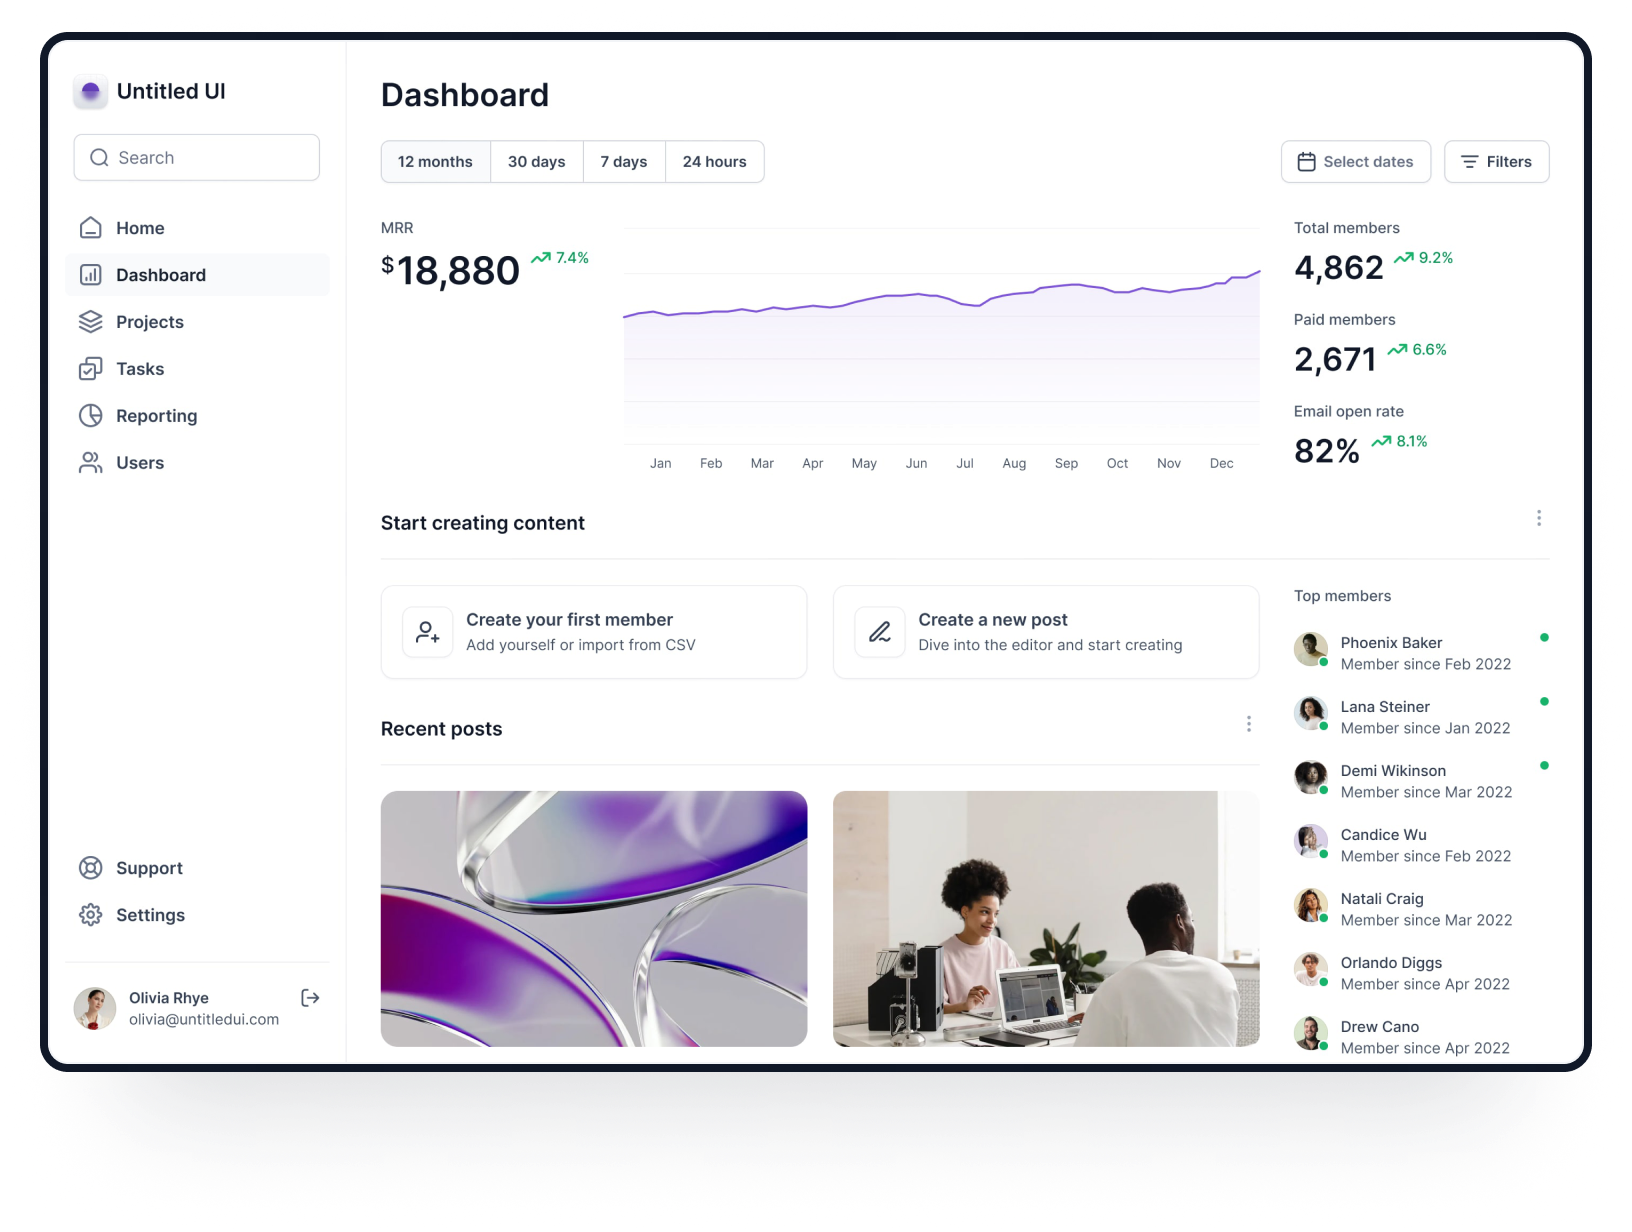 Untitled UI
Search
Home
Dashboard
Projects
Tasks
Reporting
Users
Support
Settings
Olivia Rhye
olivia@untitledui.com
Dashboard
12 months
30 days
7 days
24 hours
Select dates
Filters
MRR
$18,880
7.4%
Jan
Feb
Mar
Apr
May
Jun
Jul
Aug
Sep
Oct
Nov
Dec
Total members
4,862
9.2%
Paid members
2,671
6.6%
Email open rate
82%
8.1%
Start creating content
Create your first member
Add yourself or import from CSV
Create a new post
Dive into the editor and start creating
Recent posts
Top members
Phoenix Baker
Member since Feb 2022
Lana Steiner
Member since Jan 2022
Demi Wikinson
Member since Mar 2022
Candice Wu
Member since Feb 2022
Natali Craig
Member since Mar 2022
Orlando Diggs
Member since Apr 2022
Drew Cano
Member since Apr 2022